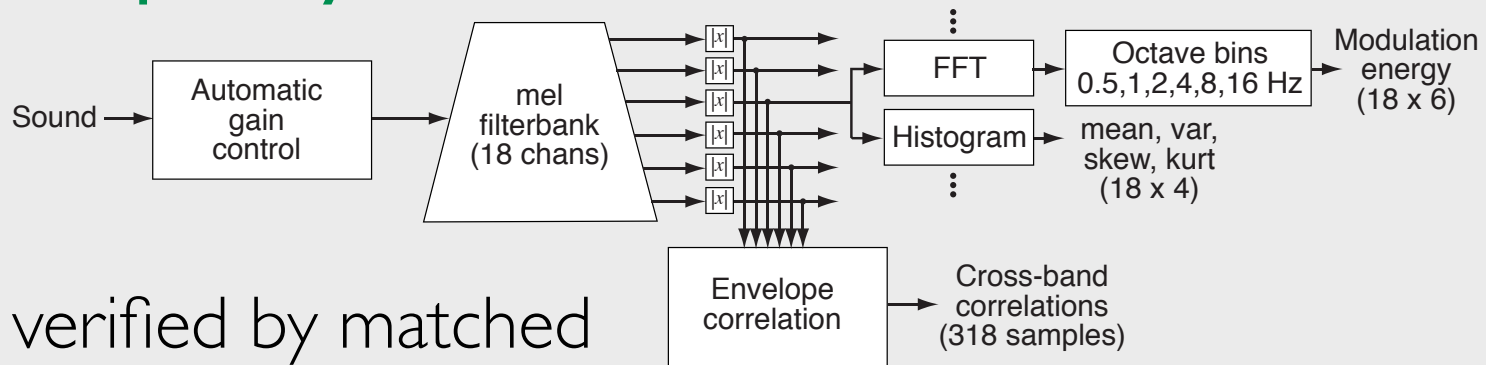 Sound
Automatic
gain
control
mel
filterbank
(18 chans)
|x|
|x|
|x|
|x|
|x|
|x|
FFT
Octave bins
0.5,1,2,4,8,16 Hz
Modulation
energy
(18 x 6)
Histogram
mean, var,
skew, kurt
(18 x 4)
Envelope
correlation
Cross-band
correlations
(318 samples)
verified by matched